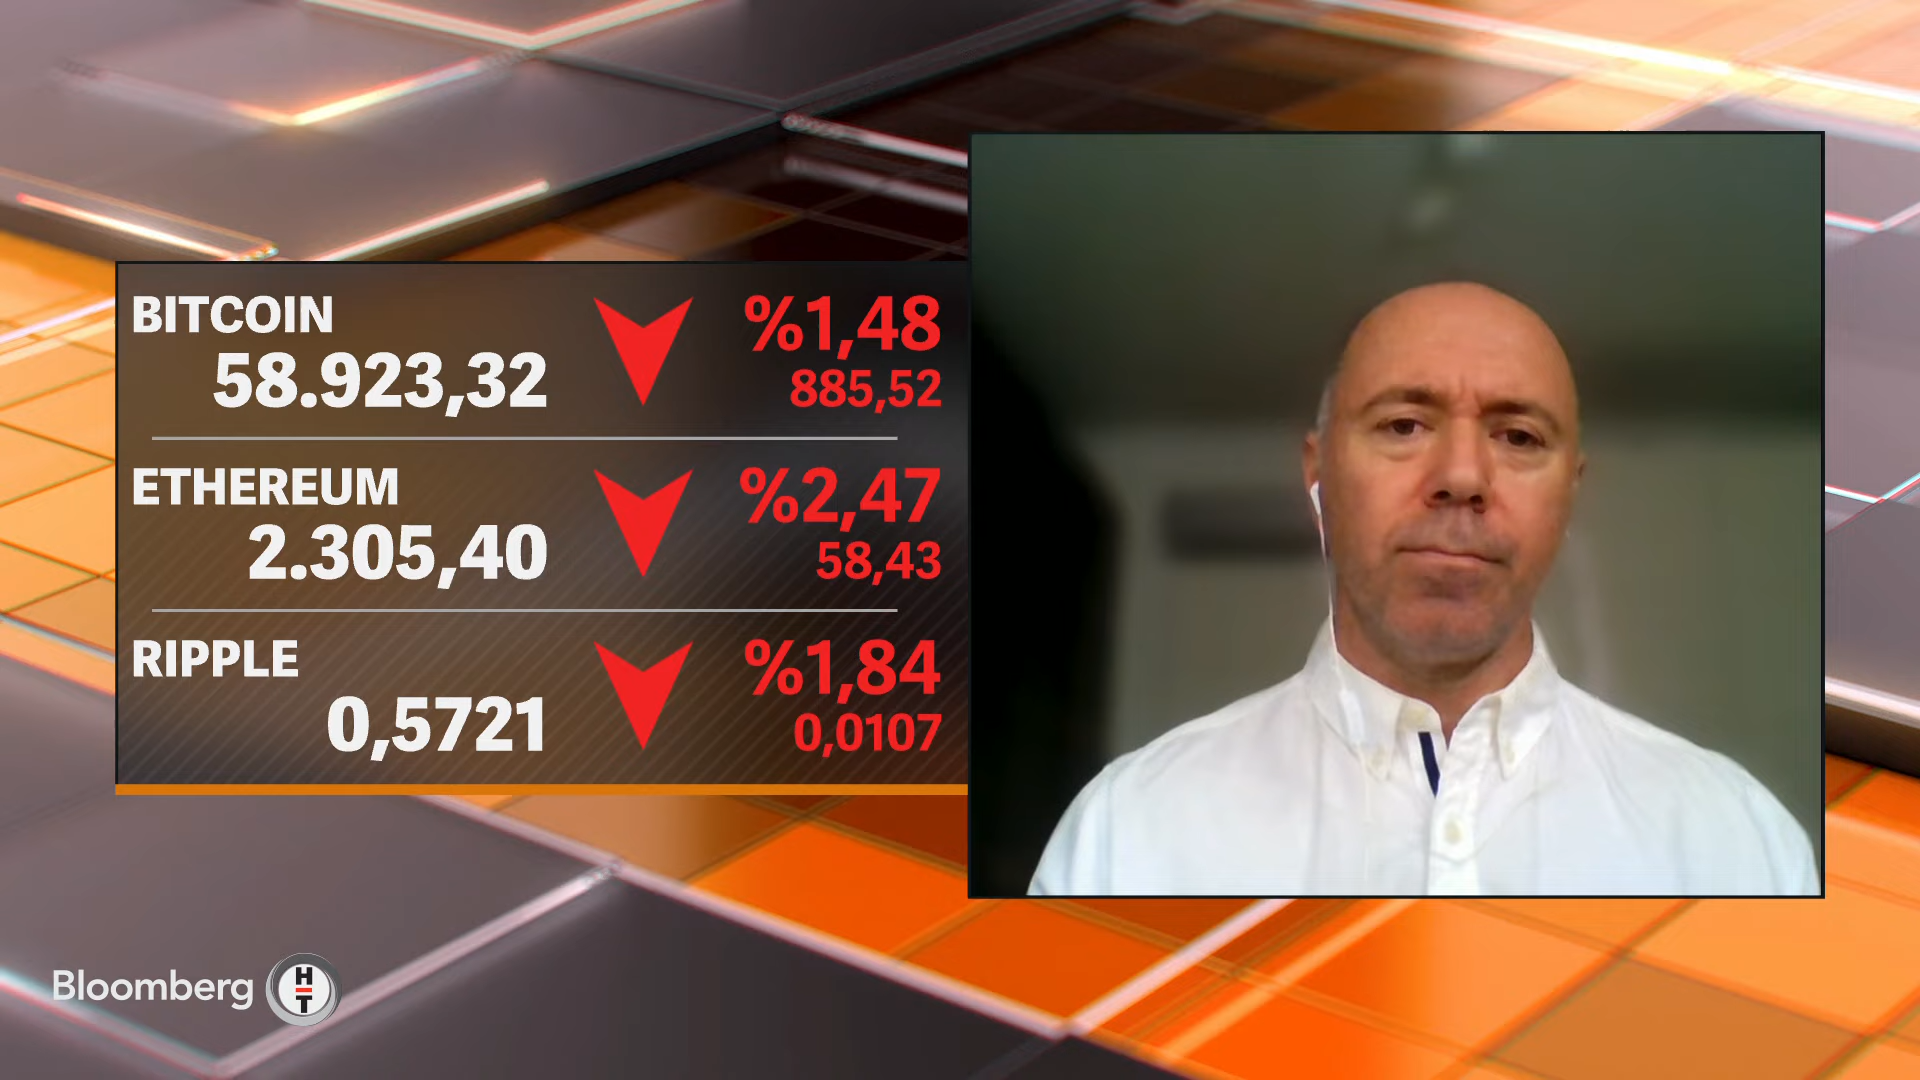 BITCOIN
58.923,32
%1,48
885,52
ETHEREUM
2.305,40
%2,47
58,43
RIPPLE
0,5721
%1,84
0,0107
Bloomberg HT